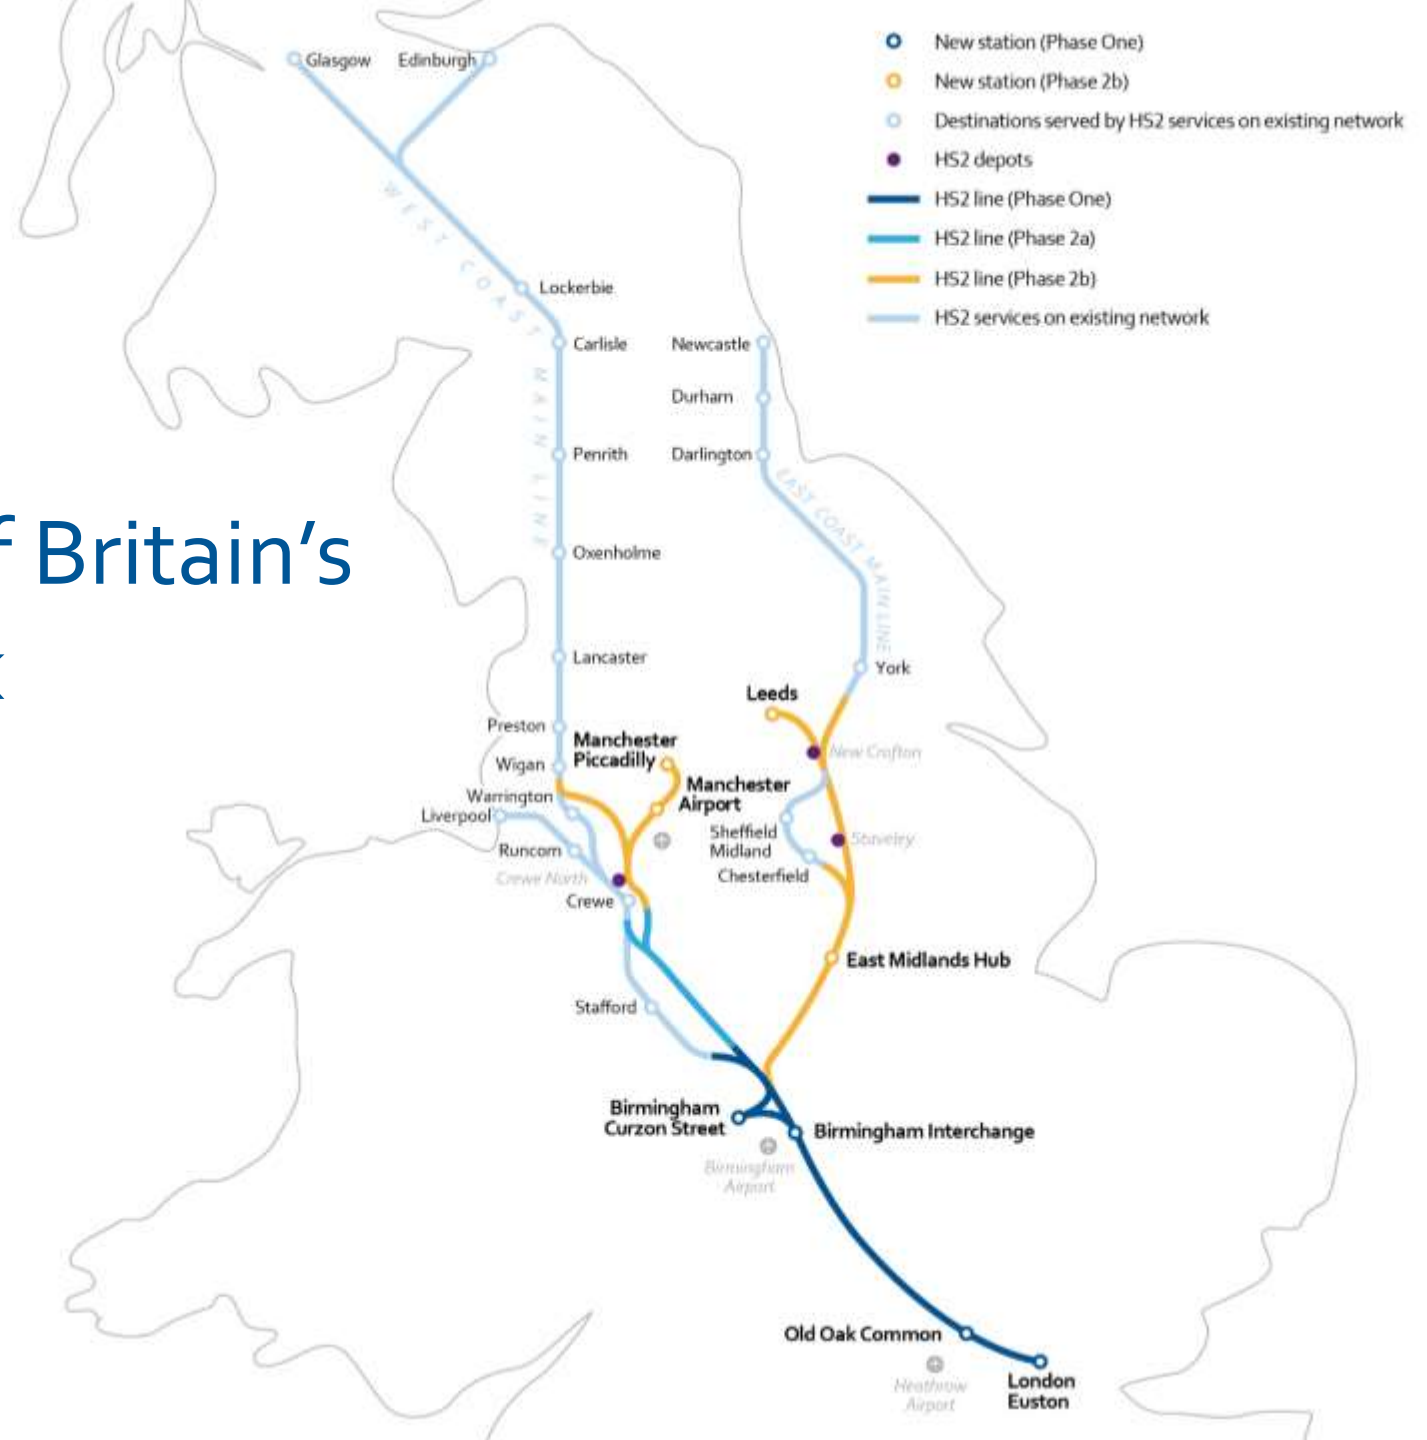 Glasgow
Edinburgh
New station (Phase One)
New station (Phase 2b)
Destinations served by HS2 services on existing network
HS2 depots
HS2 line (Phase One)
HS2 line (Phase 2a)
HS2 line (Phase 2b)
HS2 services on existing network
WEST COAST MAIN LINE
Lockerbie
Carlisle
Newcastle
Durham
Penrith
Darlington
EAST COAST MAIN LINE
Britain’s
Oxenholme
Lancaster
York
Leeds
Preston
Manchester
Piccadilly
New Crofton
Wigan
Manchester
Airport
Warrington
Liverpool
Sheffield
Midland
Staveley
Runcorn
Chesterfield
Crewe North
Crewe
East Midlands Hub
Stafford
Birmingham
Curzon Street
Birmingham Interchange
Birmingham
Airport
Old Oak Common
Heathrow
Airport
London
Euston